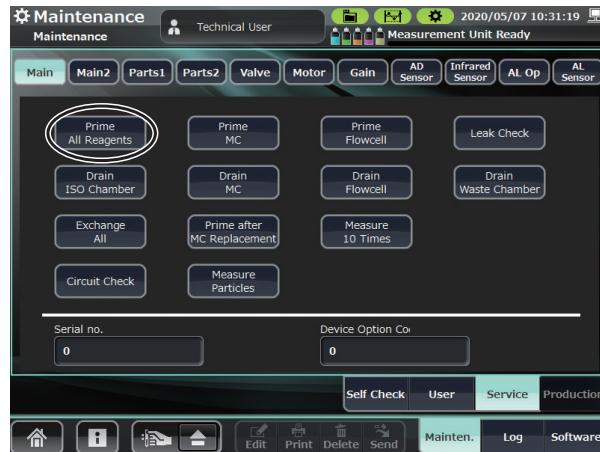 Maintenance
Maintenance
Technical User
2020/05/07 10:31:19
Measurement Unit Ready
Main
Main2
Parts1
Parts2
Valve
Motor
Gain
AD
Sensor
Infrared
Sensor
AL Op
AL
Sensor
Prime
All Reagents
Prime
MC
Prime
Flowcell
Leak Check
Drain
ISO Chamber
Drain
MC
Drain
Flowcell
Drain
Waste Chamber
Exchange
All
Prime after
MC Replacement
Measure
10 Times
Circuit Check
Measure
Particles
Serial no.
Device Option Co
0
0
Self Check
User
Service
Production
Edit
Print
Delete
Send
Mainten.
Log
Software